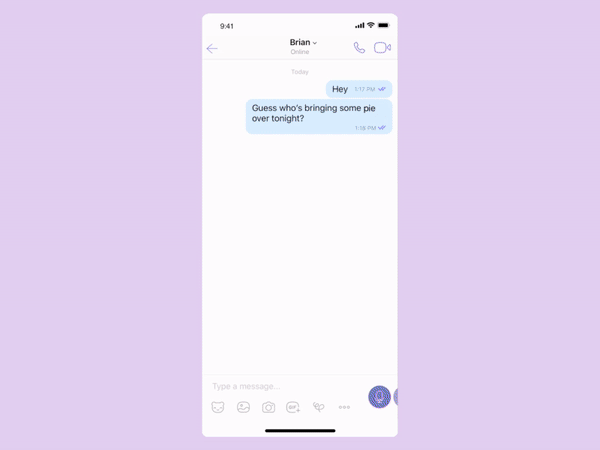 9:41
Brian
Online
Today
Hey 1:17 PM
Guess who's bringing some pie
over tonight?
1:18 PM
Type a message...
GIF